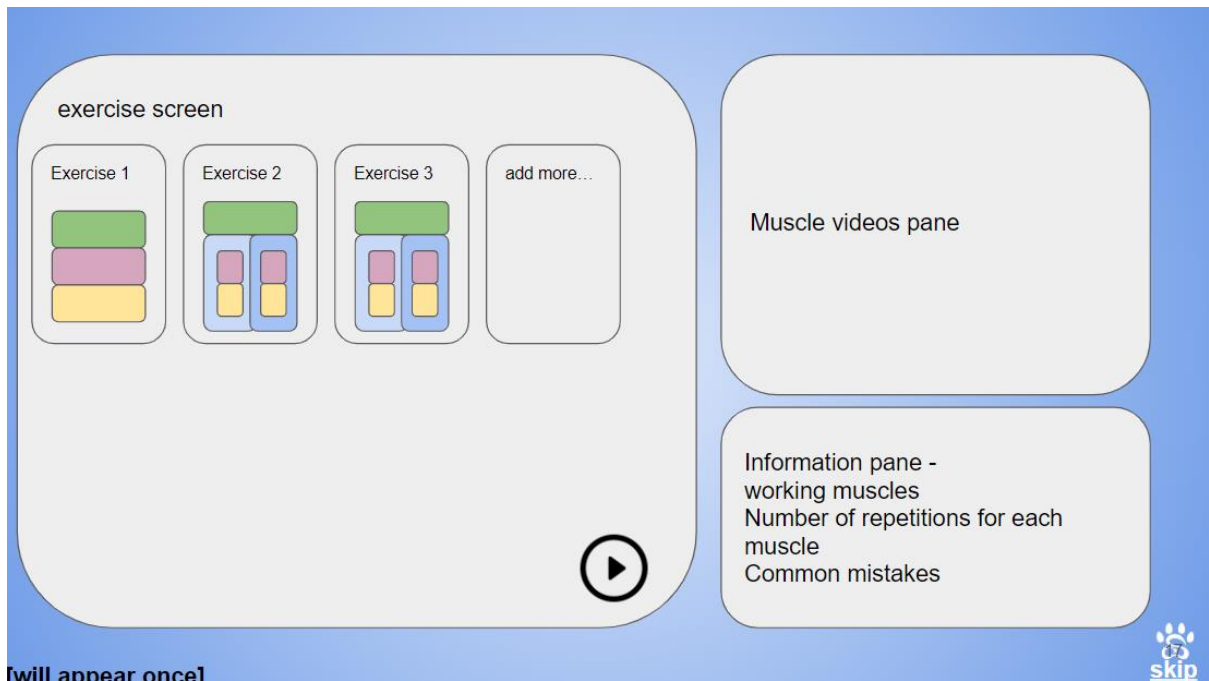 exercise screen
Exercise 1
Exercise 2
Exercise 3
add more...
Muscle videos pane
Information pane -
working muscles
Number of repetitions for each
muscle
Common mistakes
17
skip
[will appear once]